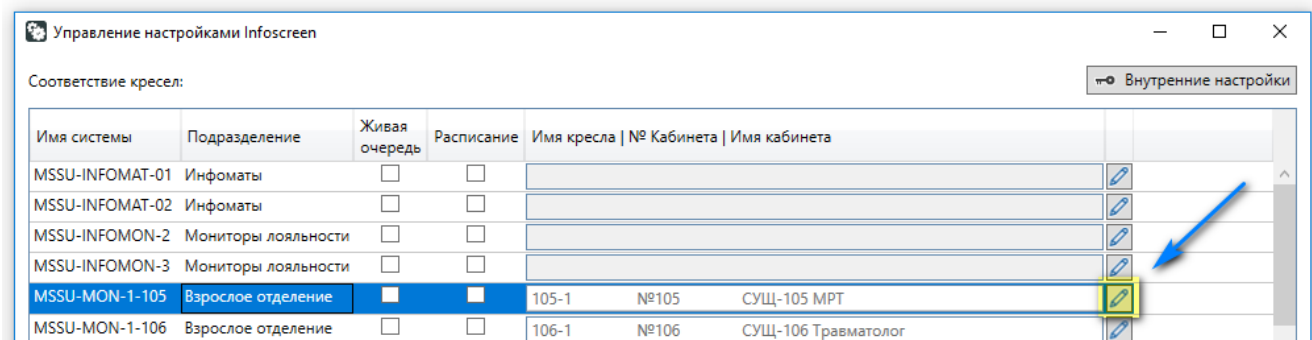 Управление настройками Infoscreen
Соответствие кресел:
Внутренние настройки
Имя системы Подразделение Живая очередь Расписание Имя кресла | № Кабинета | Имя кабинета
MSSU-INFOMAT-01 Инфоматы
MSSU-INFOMAT-02 Инфоматы
MSSU-INFOMON-2 Мониторы лояльности
MSSU-INFOMON-3 Мониторы лояльности
MSSU-MON-1-105 Взрослое отделение 105-1 №105 СУЩ-105 МРТ
MSSU-MON-1-106 Взрослое отделение 106-1 №106 СУЩ-106 Травматолог